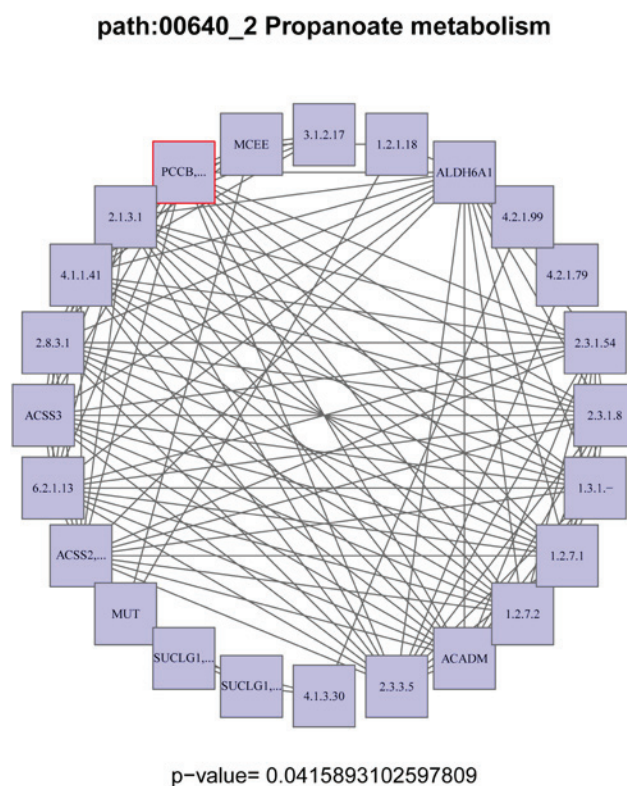 path:00640_2 Propanoate metabolism
3.1.2.17
MCEE
1.2.1.18
PCCB,...
ALDH6A1
2.1.3.1
4.2.1.99
4.1.1.41
4.2.1.79
2.8.3.1
2.3.1.54
ACSS3
2.3.1.8
6.2.1.13
1.3.1.−
ACSS2,...
1.2.7.1
MUT
1.2.7.2
SUCLG1,...
ACADM
SUCLG1,...
2.3.3.5
4.1.3.30
p−value= 0.0415893102597809